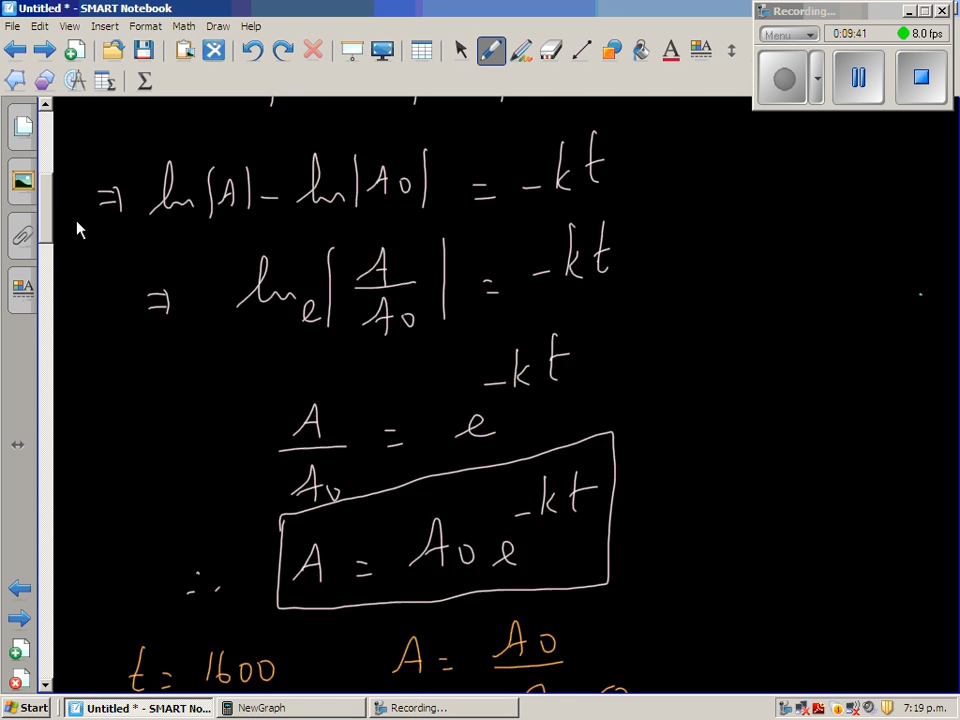 Untitled * - SMART Notebook
File Edit View Insert Format Math Draw Help
Recording...
Menu 0:09:41 8.0 fps
⇒ ln|A| - ln|A0| = -kt
⇒ lnₑ|A/A0| = -kt
A/A0 = e^-kt
∴ A = A0 e^-kt
t = 1600 A = A0
Start Untitled * - SMART No... NewGraph Recording... 7:19 p.m.